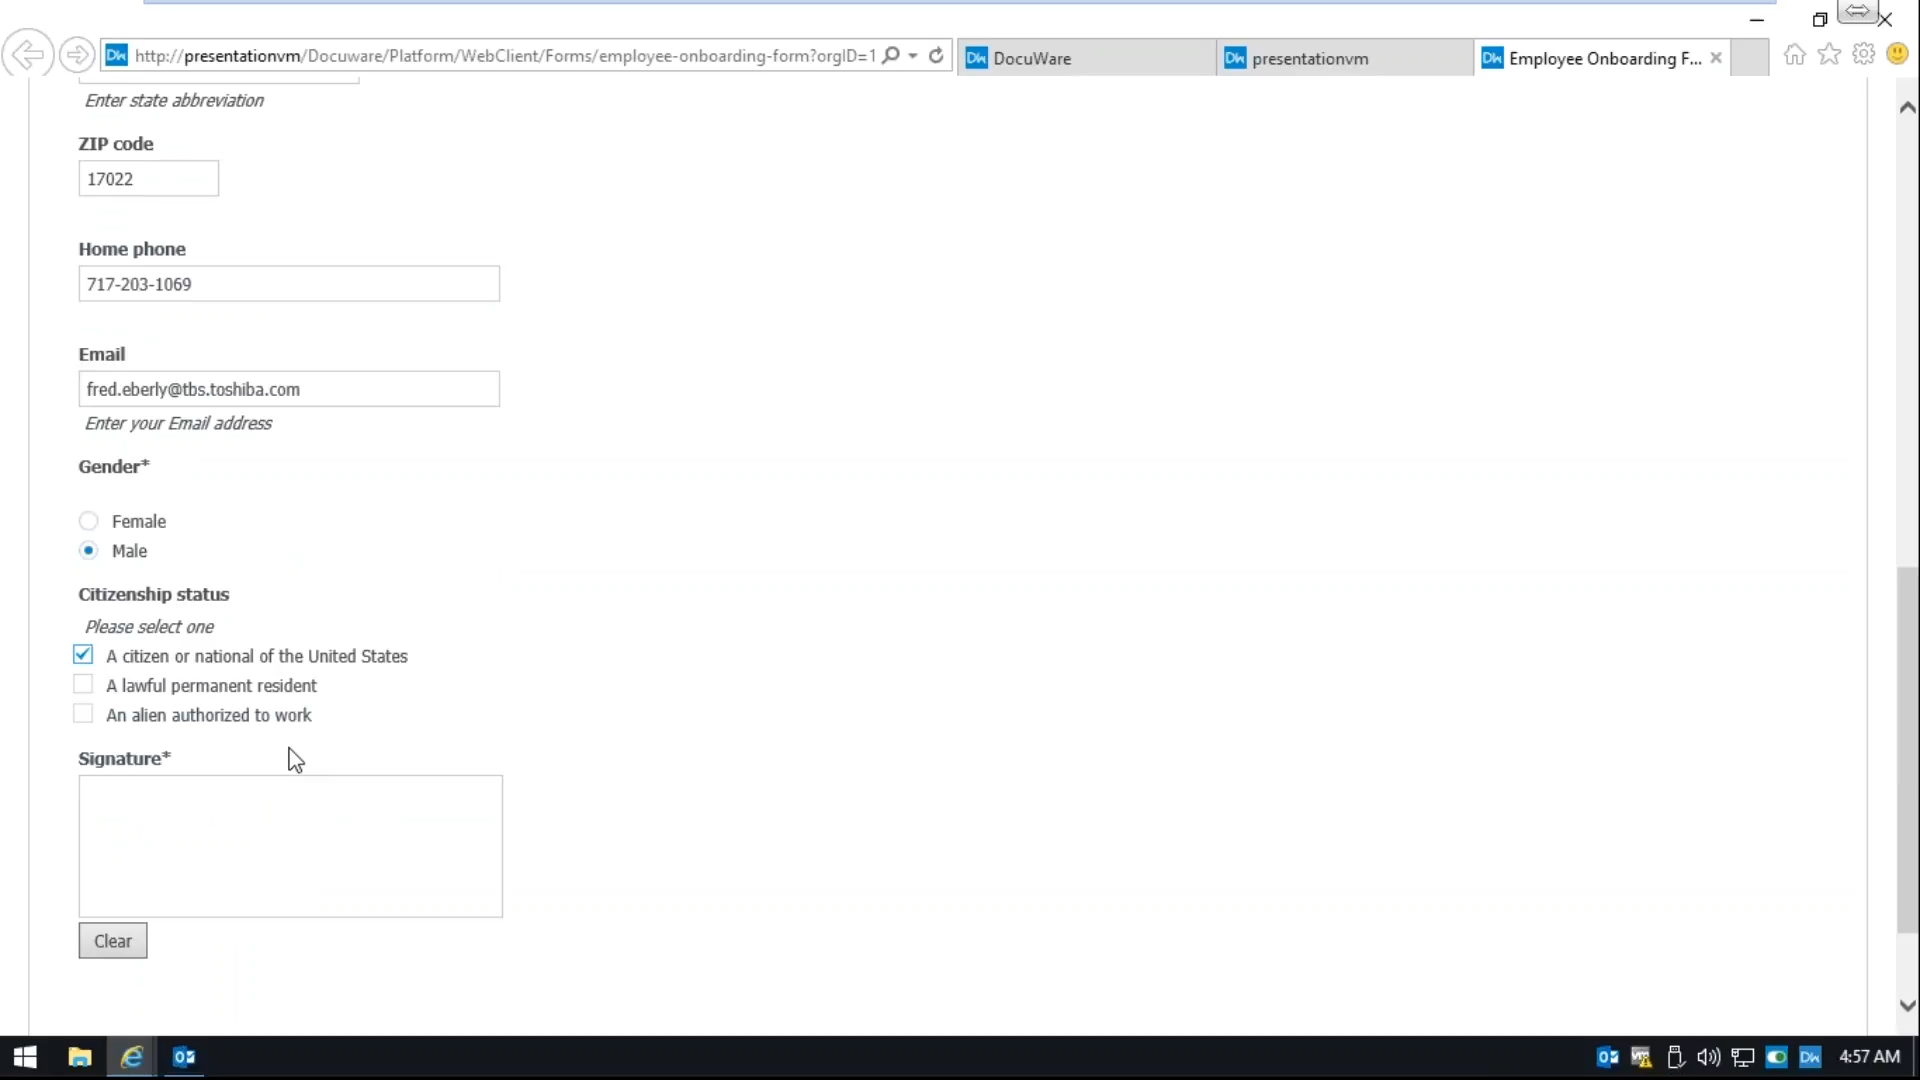 http://presentationvm/Docuware/Platform/WebClient/Forms/employee-onboarding-form?orgID=1
DW DocuWare
DW presentationvm
DW Employee Onboarding F...
Enter state abbreviation
ZIP code
17022
Home phone
717-203-1069
Email
fred.eberly@tbs.toshiba.com
Enter your Email address
Gender*
Female
Male
Citizenship status
Please select one
A citizen or national of the United States
A lawful permanent resident
An alien authorized to work
Signature*
Clear
4:57 AM